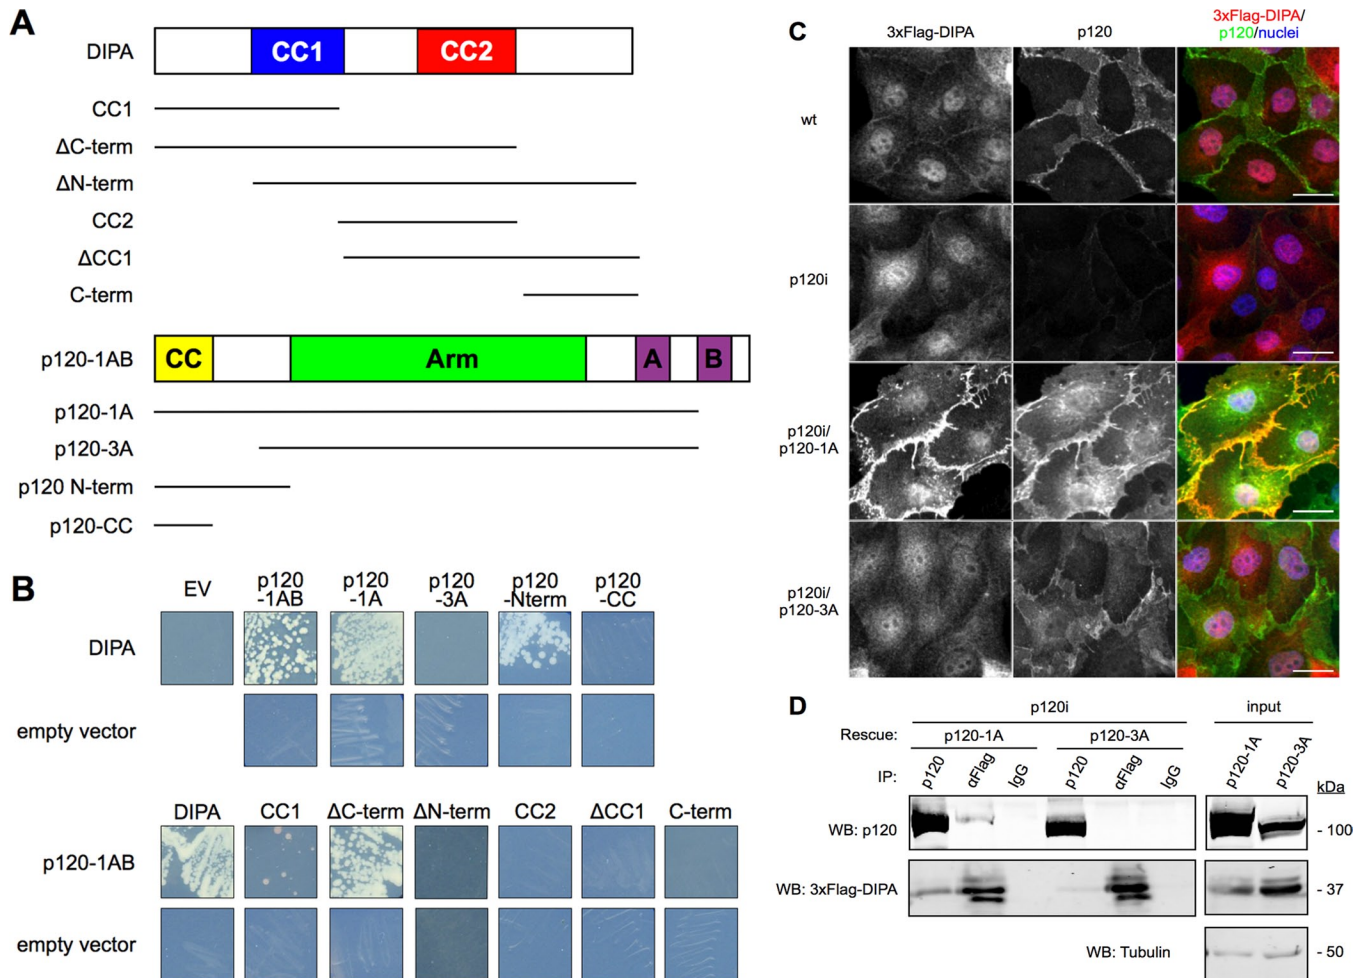 A
DIPA
CC1
CC2
CC1
ΔC-term
ΔN-term
CC2
ΔCC1
C-term
p120-1AB
CC
Arm
A
B
p120-1A
p120-3A
p120 N-term
p120-CC
B
EV
p120
-1AB
p120
-1A
p120
-3A
p120
-Nterm
p120
-CC
DIPA
empty vector
DIPA
CC1
ΔC-term
ΔN-term
CC2
ΔCC1
C-term
p120-1AB
empty vector
C
3xFlag-DIPA
p120
3xFlag-DIPA/
p120/nuclei
wt
p120i
p120i/
p120-1A
p120i/
p120-3A
D
p120i
input
Rescue:
p120-1A
p120-3A
p120-1A
p120-3A
IP:
p120
αFlag
IgG
p120
αFlag
IgG
kDa
WB: p120
- 100
WB: 3xFlag-DIPA
- 37
WB: Tubulin
- 50